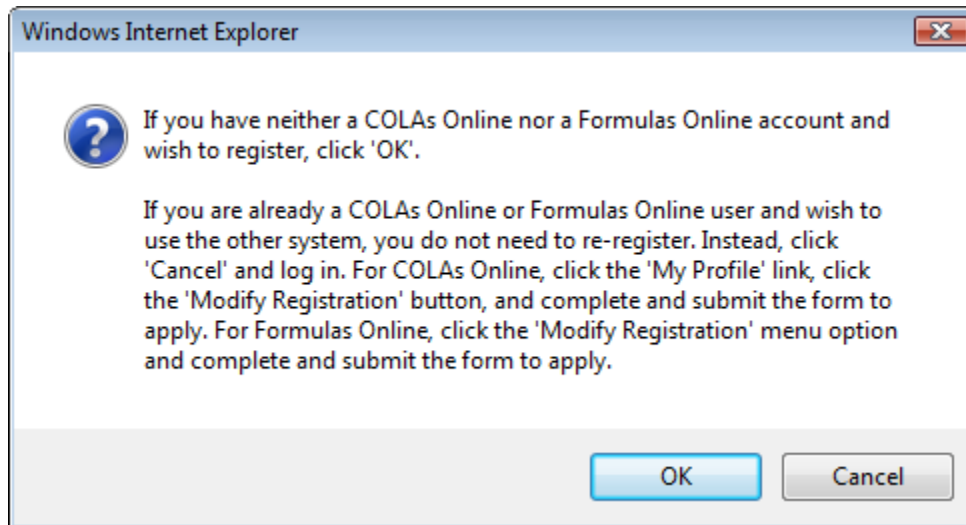 Windows Internet Explorer
If you have neither a COLAs Online nor a Formulas Online account and
wish to register, click 'OK'.
If you are already a COLAs Online or Formulas Online user and wish to
use the other system, you do not need to re-register. Instead, click
'Cancel' and log in. For COLAs Online, click the 'My Profile' link, click
the 'Modify Registration' button, and complete and submit the form to
apply. For Formulas Online, click the 'Modify Registration' menu option
and complete and submit the form to apply.
OK
Cancel